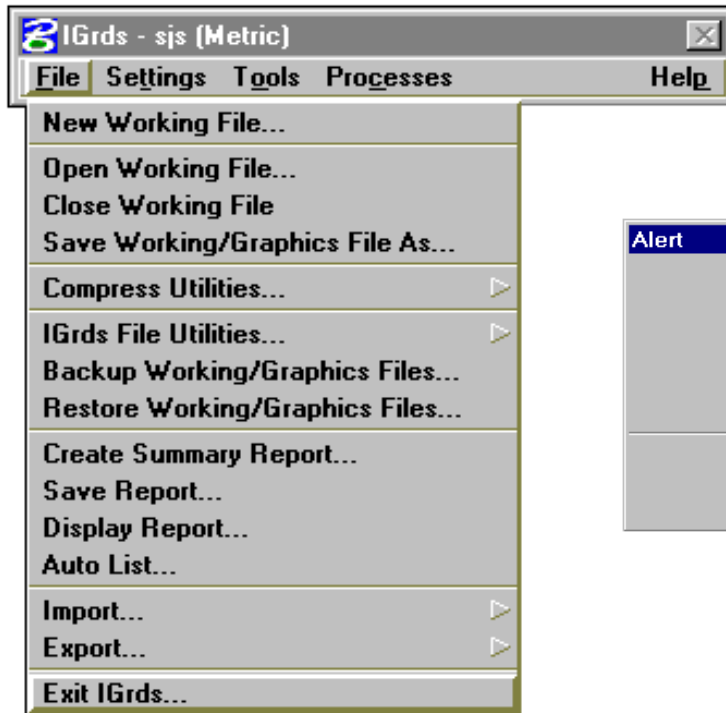 IGrds - sjs (Metric)
File Settings Tools Processes Help
New Working File...
Open Working File...
Close Working File
Save Working/Graphics File As...
Compress Utilities...
IGrds File Utilities...
Backup Working/Graphics Files...
Restore Working/Graphics Files...
Create Summary Report...
Save Report...
Display Report...
Auto List...
Import...
Export...
Exit IGrds...
Alert